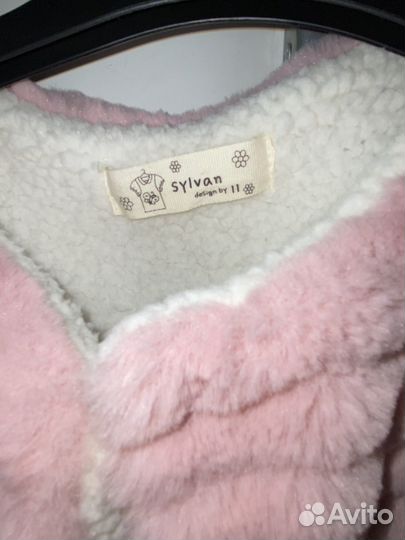 sylvan
design by 11
Avito